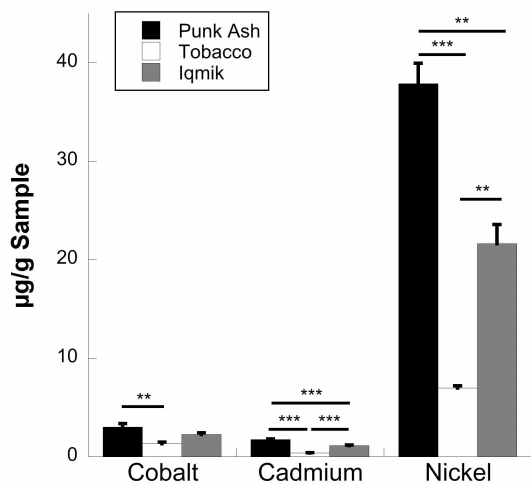 Punk Ash
Tobacco
Iqmik
**
***
**
***
**
***
***
40
30
20
10
0
µg/g Sample
Cobalt
Cadmium
Nickel